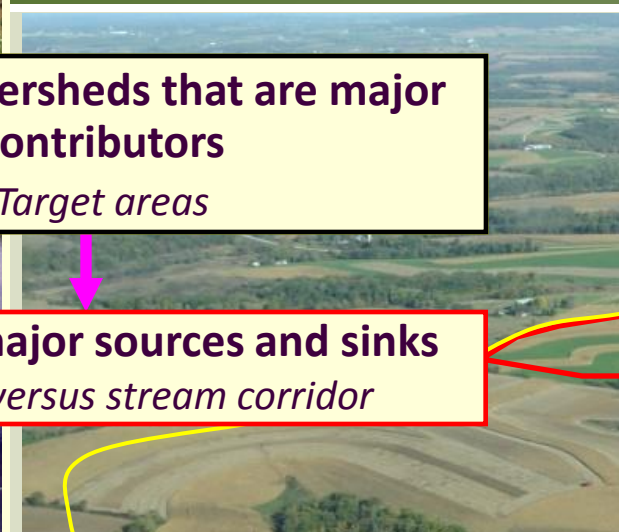 ersheds that are major
ontributors
Target areas
ajor sources and sinks
versus stream corridor